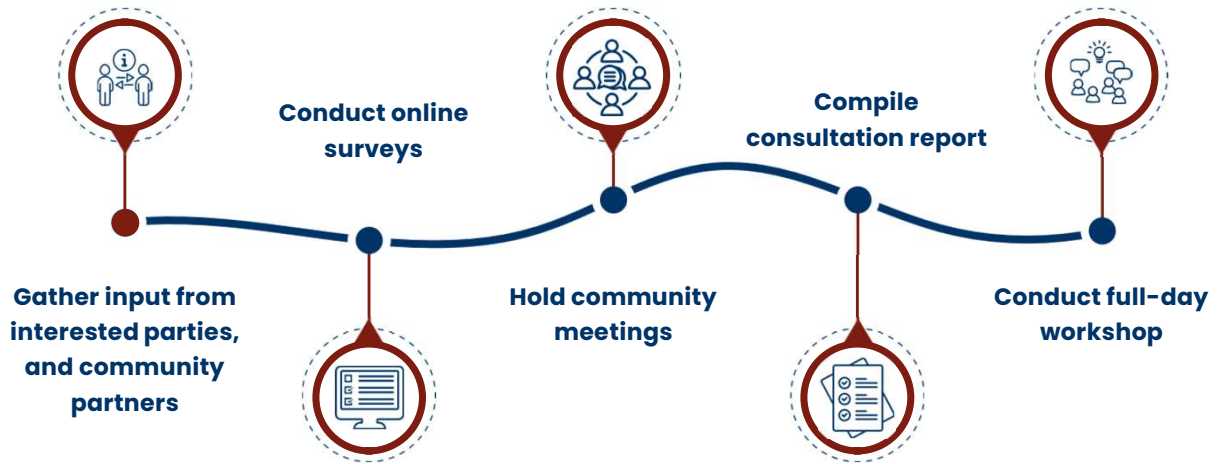 Gather input from
interested parties,
and community
partners
Conduct online
surveys
Hold community
meetings
Compile
consultation report
Conduct full-day
workshop